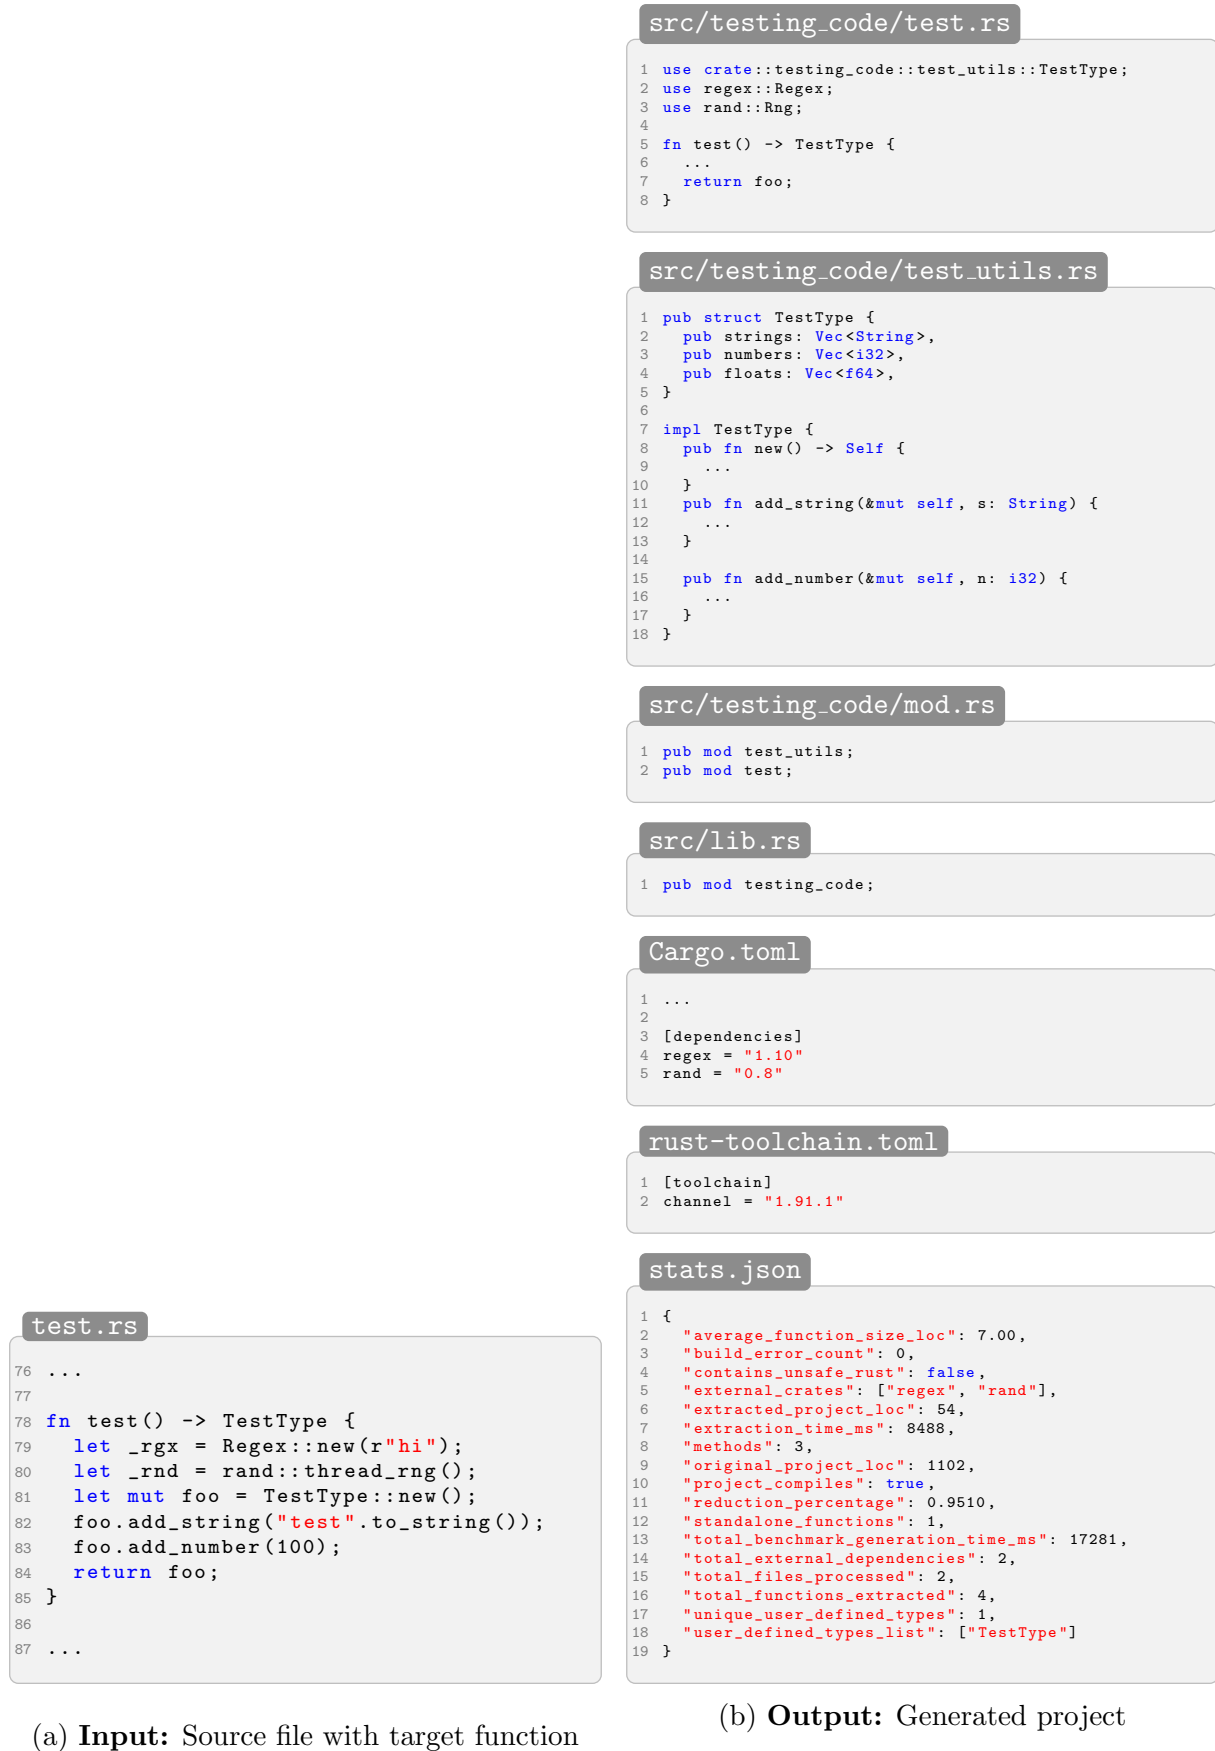 test.rs
76 ...
77
78 fn test() -> TestType {
79   let _rgx = Regex::new(r"hi");
80   let _rnd = rand::thread_rng();
81   let mut foo = TestType::new();
82   foo.add_string("test".to_string());
83   foo.add_number(100);
84   return foo;
85 }
86
87 ...
(a) Input: Source file with target function
src/testing_code/test.rs
1 use crate::testing_code::test_utils::TestType;
2 use regex::Regex;
3 use rand::Rng;
4
5 fn test() -> TestType {
6   ...
7   return foo;
8 }
src/testing_code/test_utils.rs
1 pub struct TestType {
2   pub strings: Vec<String>,
3   pub numbers: Vec<i32>,
4   pub floats: Vec<f64>,
5 }
6
7 impl TestType {
8   pub fn new() -> Self {
9     ...
10   }
11   pub fn add_string(&mut self, s: String) {
12     ...
13   }
14
15   pub fn add_number(&mut self, n: i32) {
16     ...
17   }
18 }
src/testing_code/mod.rs
1 pub mod test_utils;
2 pub mod test;
src/lib.rs
1 pub mod testing_code;
Cargo.toml
1 ...
2
3 [dependencies]
4 regex = "1.10"
5 rand = "0.8"
rust-toolchain.toml
1 [toolchain]
2 channel = "1.91.1"
stats.json
1 {
2   "average_function_size_loc": 7.00,
3   "build_error_count": 0,
4   "contains_unsafe_rust": false,
5   "external_crates": ["regex", "rand"],
6   "extracted_project_loc": 54,
7   "extraction_time_ms": 8488,
8   "methods": 3,
9   "original_project_loc": 1102,
10   "project_compiles": true,
11   "reduction_percentage": 0.9510,
12   "standalone_functions": 1,
13   "total_benchmark_generation_time_ms": 17281,
14   "total_external_dependencies": 2,
15   "total_files_processed": 2,
16   "total_functions_extracted": 4,
17   "unique_user_defined_types": 1,
18   "user_defined_types_list": ["TestType"]
19 }
(b) Output: Generated project